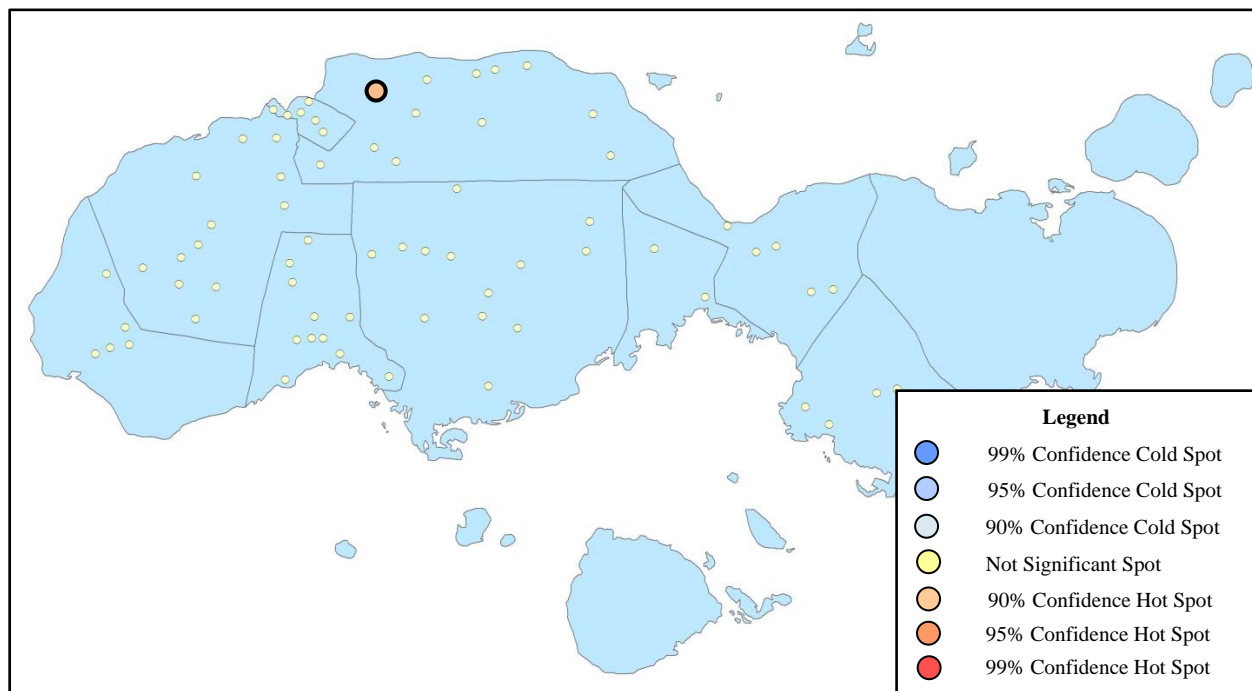 Legend
99% Confidence Cold Spot
95% Confidence Cold Spot
90% Confidence Cold Spot
Not Significant Spot
90% Confidence Hot Spot
95% Confidence Hot Spot
99% Confidence Hot Spot